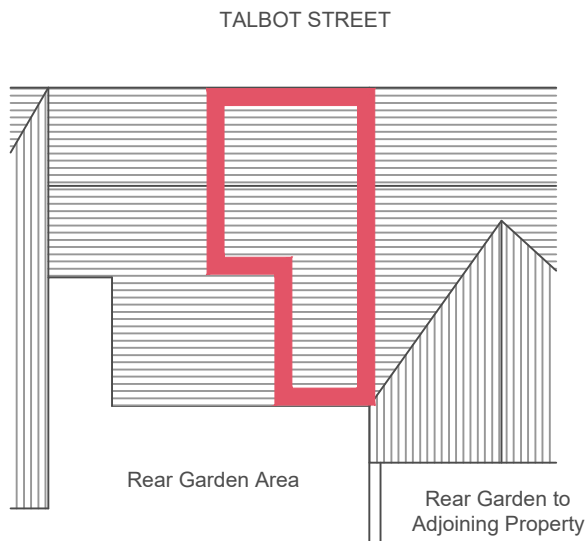 TALBOT STREET
Rear Garden Area
Rear Garden to
Adjoining Property